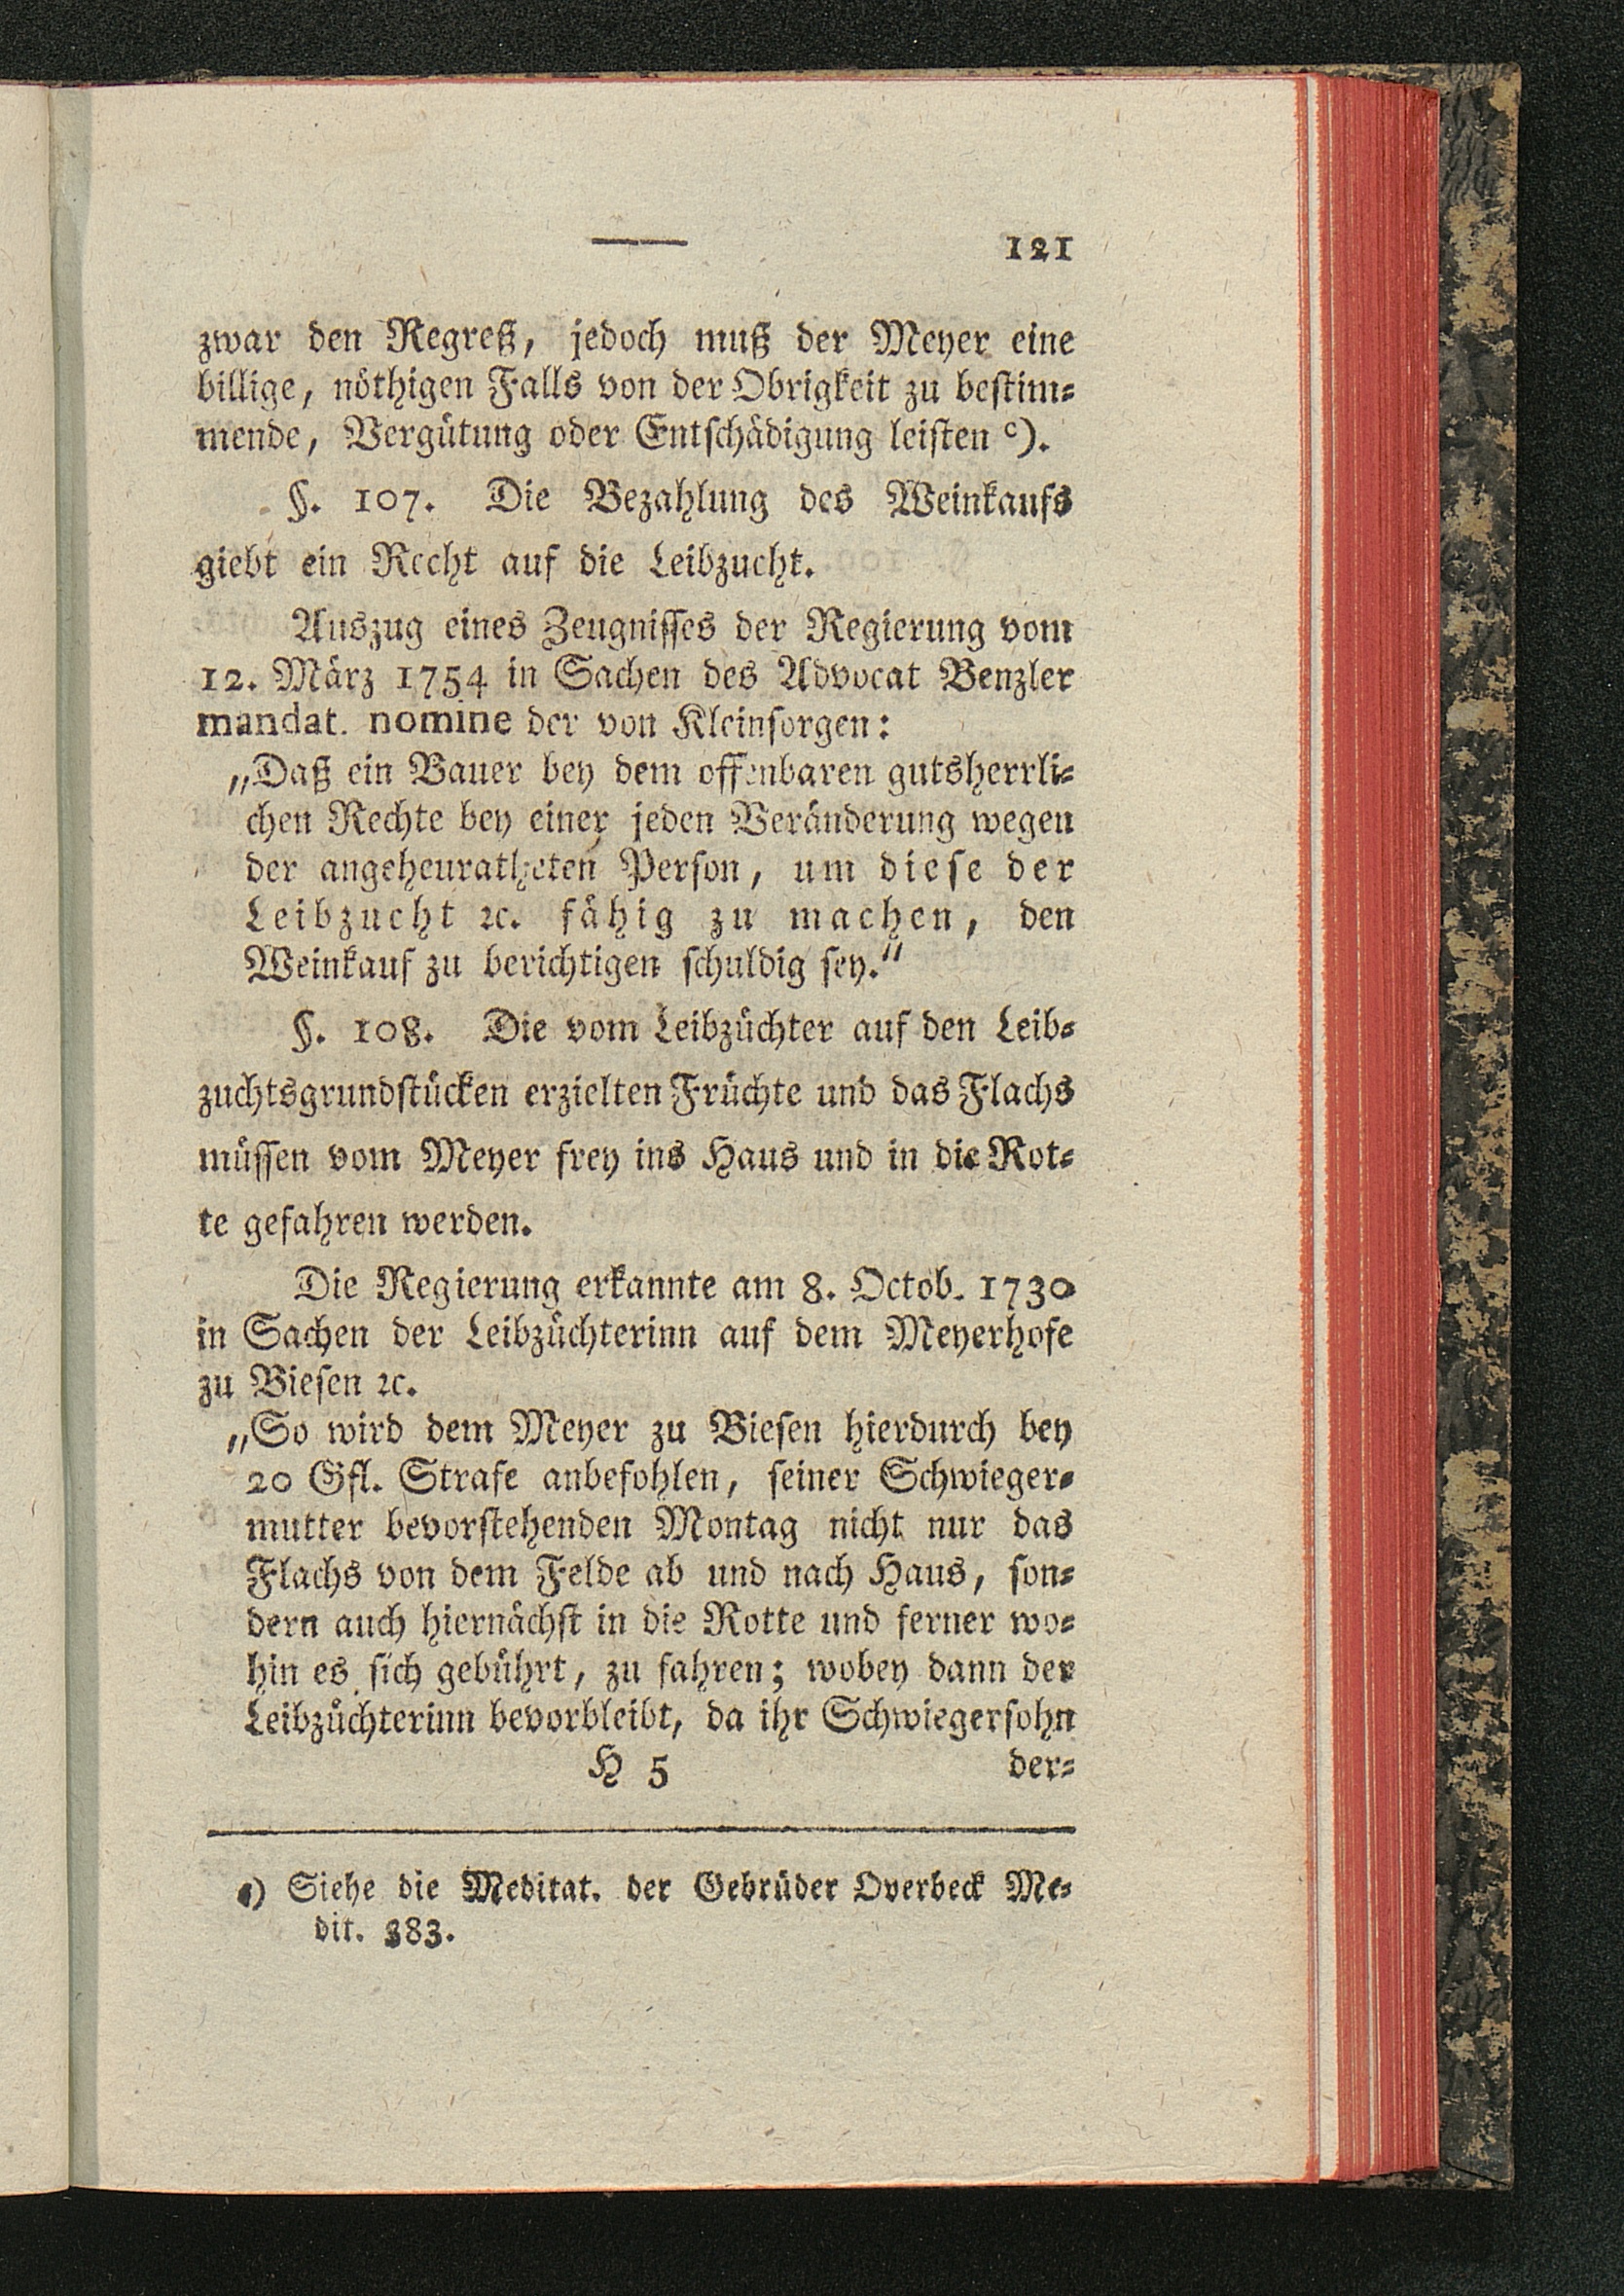 121
zwar den Regreß, jedoch muß der Meyer eine
billige, nöthigen Falls von der Obrigkeit zu bestim⸗
mende, Vergütung oder Entschädigung leisten c).
§. 107. Die Bezahlung des Weinkaufs
giebt ein Recht auf die Leibzucht.
Auszug eines Zeugnisses der Regierung vom
12. März 1754 in Sachen des Advocat Benzler
mandat. nomine der von Kleinsorgen:
„Daß ein Bauer bey dem offenbaren gutsherrli⸗
chen Rechte bey einer jeden Veränderung wegen
der angeheuratheten Person, um diese der
Leibzucht ꝛc. fähig zu machen, den
Weinkauf zu berichtigen schuldig sey.“
§. 108. Die vom Leibzüchter auf den Leib⸗
zuchtsgrundstücken erzielten Früchte und das Flachs
müssen vom Meyer frey ins Haus und in die Rot⸗
te gefahren werden.
Die Regierung erkannte am 8. Octob. 1730
in Sachen der Leibzüchterinn auf dem Meyerhofe
zu Biesen ꝛc.
„So wird dem Meyer zu Biesen hierdurch bey
20 Gfl. Strafe anbefohlen, seiner Schwieger⸗
mutter bevorstehenden Montag nicht nur das
Flachs von dem Felde ab und nach Haus, son⸗
dern auch hiernächst in die Rotte und ferner wo⸗
hin es sich gebührt, zu fahren; wobey dann der
Leibzüchterinn bevorbleibt, da ihr Schwiegersohn
H 5 der⸗
c) Siehe die Meditat. der Gebrüder Overbeck Me⸗
dit. 383.